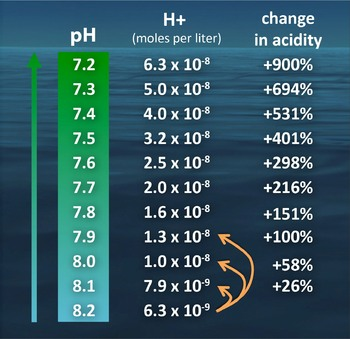 pH H+ change
(moles per liter) in acidity
7.2 6.3 x 10⁻⁸ +900%
7.3 5.0 x 10⁻⁸ +694%
7.4 4.0 x 10⁻⁸ +531%
7.5 3.2 x 10⁻⁸ +401%
7.6 2.5 x 10⁻⁸ +298%
7.7 2.0 x 10⁻⁸ +216%
7.8 1.6 x 10⁻⁸ +151%
7.9 1.3 x 10⁻⁸ +100%
8.0 1.0 x 10⁻⁸ +58%
8.1 7.9 x 10⁻⁹ +26%
8.2 6.3 x 10⁻⁹